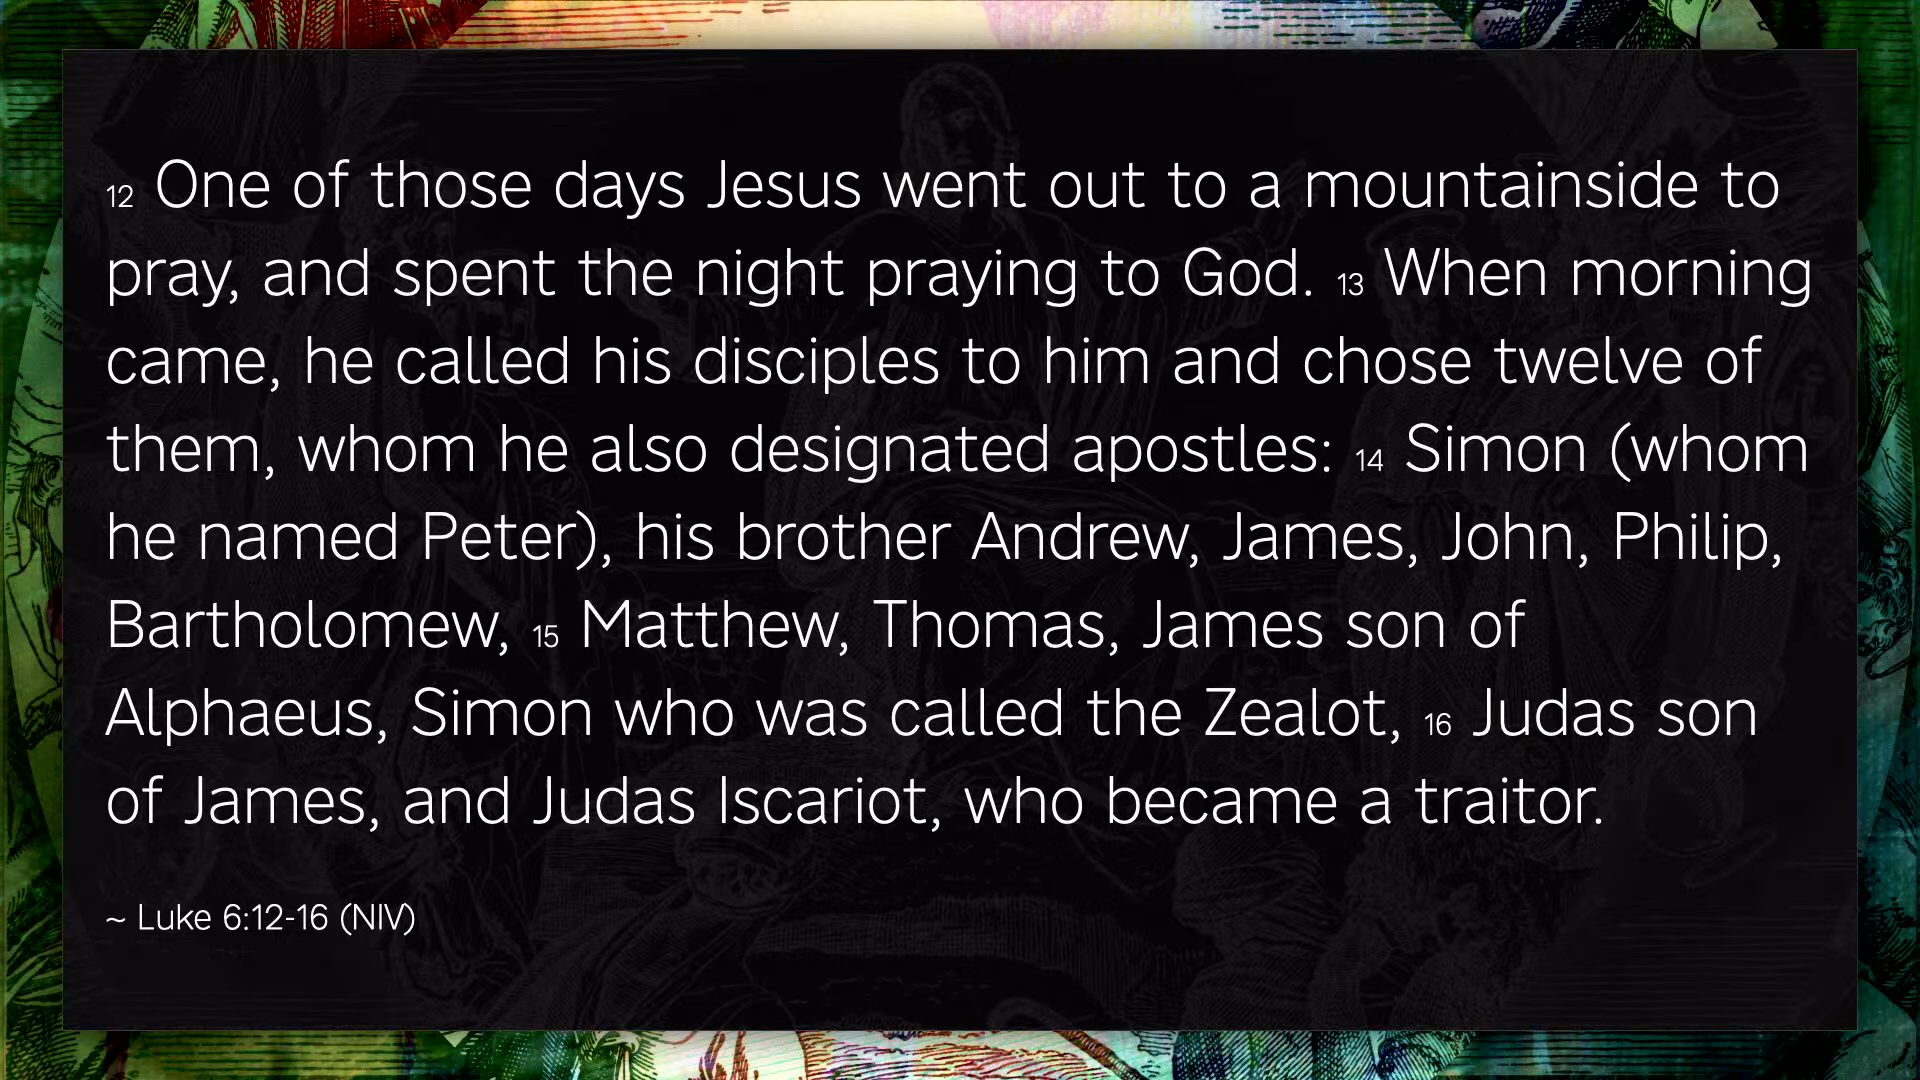 12 One of those days Jesus went out to a mountainside to
pray, and spent the night praying to God. 13 When morning
came, he called his disciples to him and chose twelve of
them, whom he also designated apostles: 14 Simon (whom
he named Peter), his brother Andrew, James, John, Philip,
Bartholomew, 15 Matthew, Thomas, James son of
Alphaeus, Simon who was called the Zealot, 16 Judas son
of James, and Judas Iscariot, who became a traitor.
~ Luke 6:12-16 (NIV)